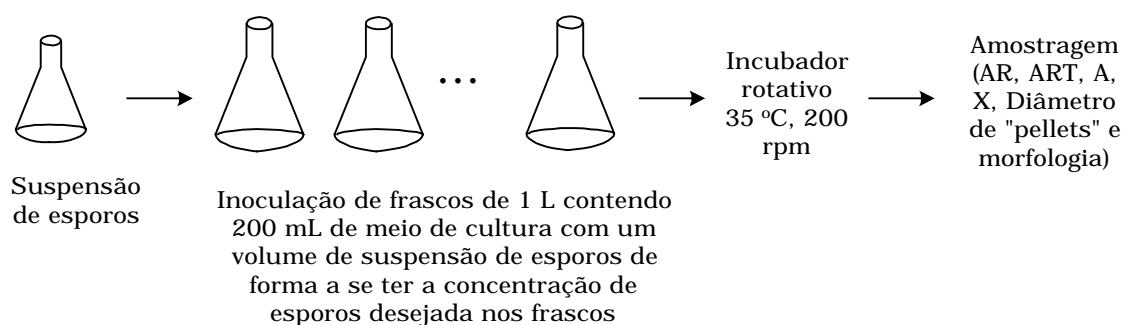 Suspensão
de esporos
...
Inoculação de frascos de 1 L contendo
200 mL de meio de cultura com um
volume de suspensão de esporos de
forma a se ter a concentração de
esporos desejada nos frascos
Incubador
rotativo
35 ºC, 200
rpm
Amostragem
(AR, ART, A,
X, Diâmetro
de "pellets" e
morfologia)